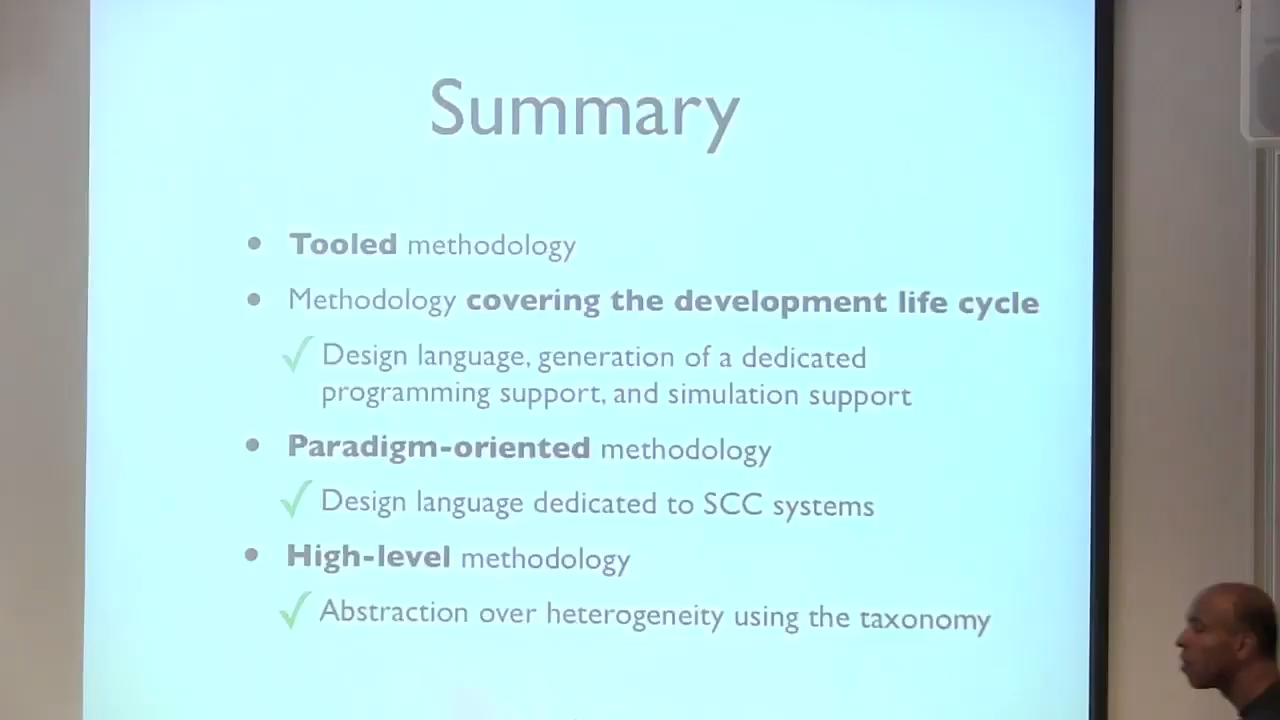 Summary
• Tooled methodology
• Methodology covering the development life cycle
✓ Design language, generation of a dedicated
programming support, and simulation support
• Paradigm-oriented methodology
✓ Design language dedicated to SCC systems
• High-level methodology
✓ Abstraction over heterogeneity using the taxonomy